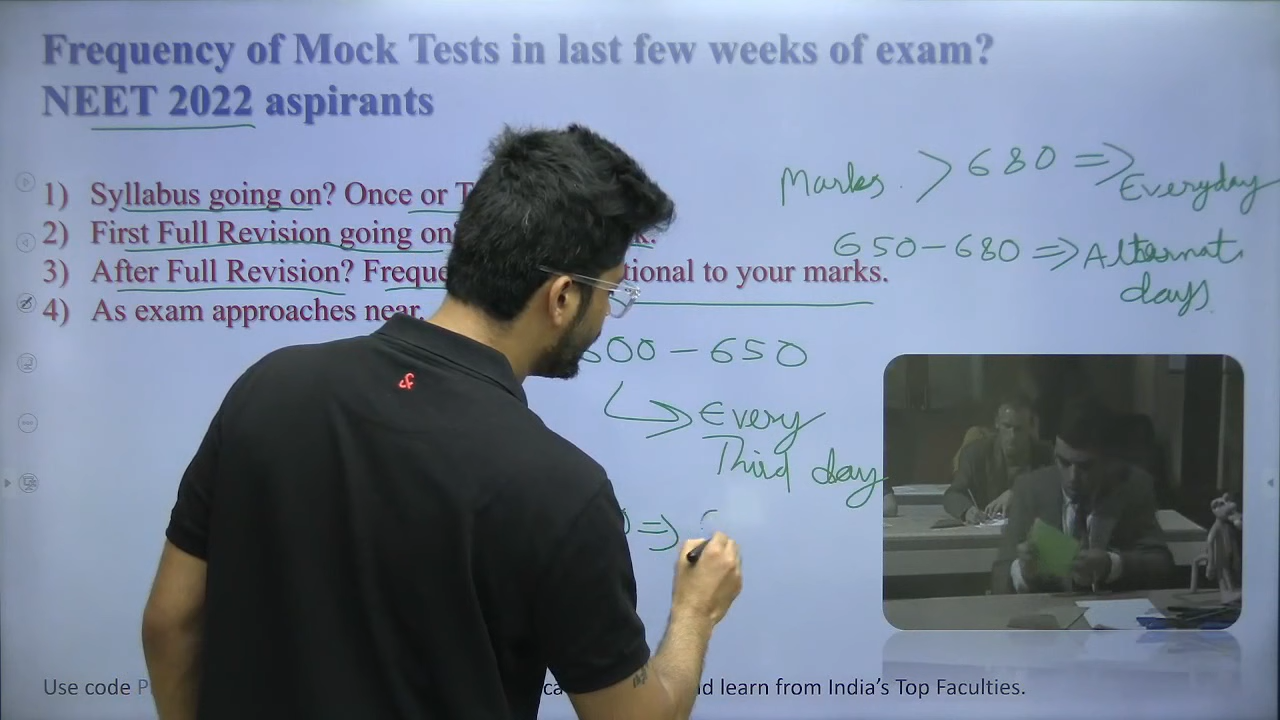 Frequency of Mock Tests in last few weeks of exam?
NEET 2022 aspirants
1) Syllabus going on? Once or
2) First Full Revision going on
3) After Full Revision? tional to your marks.
4) As exam approaches near.
Marks. > 680 => Everyday
650-680 => Alternat
days.
600 - 650
Every
Third day
=>
Use code learn from India's Top Faculties.